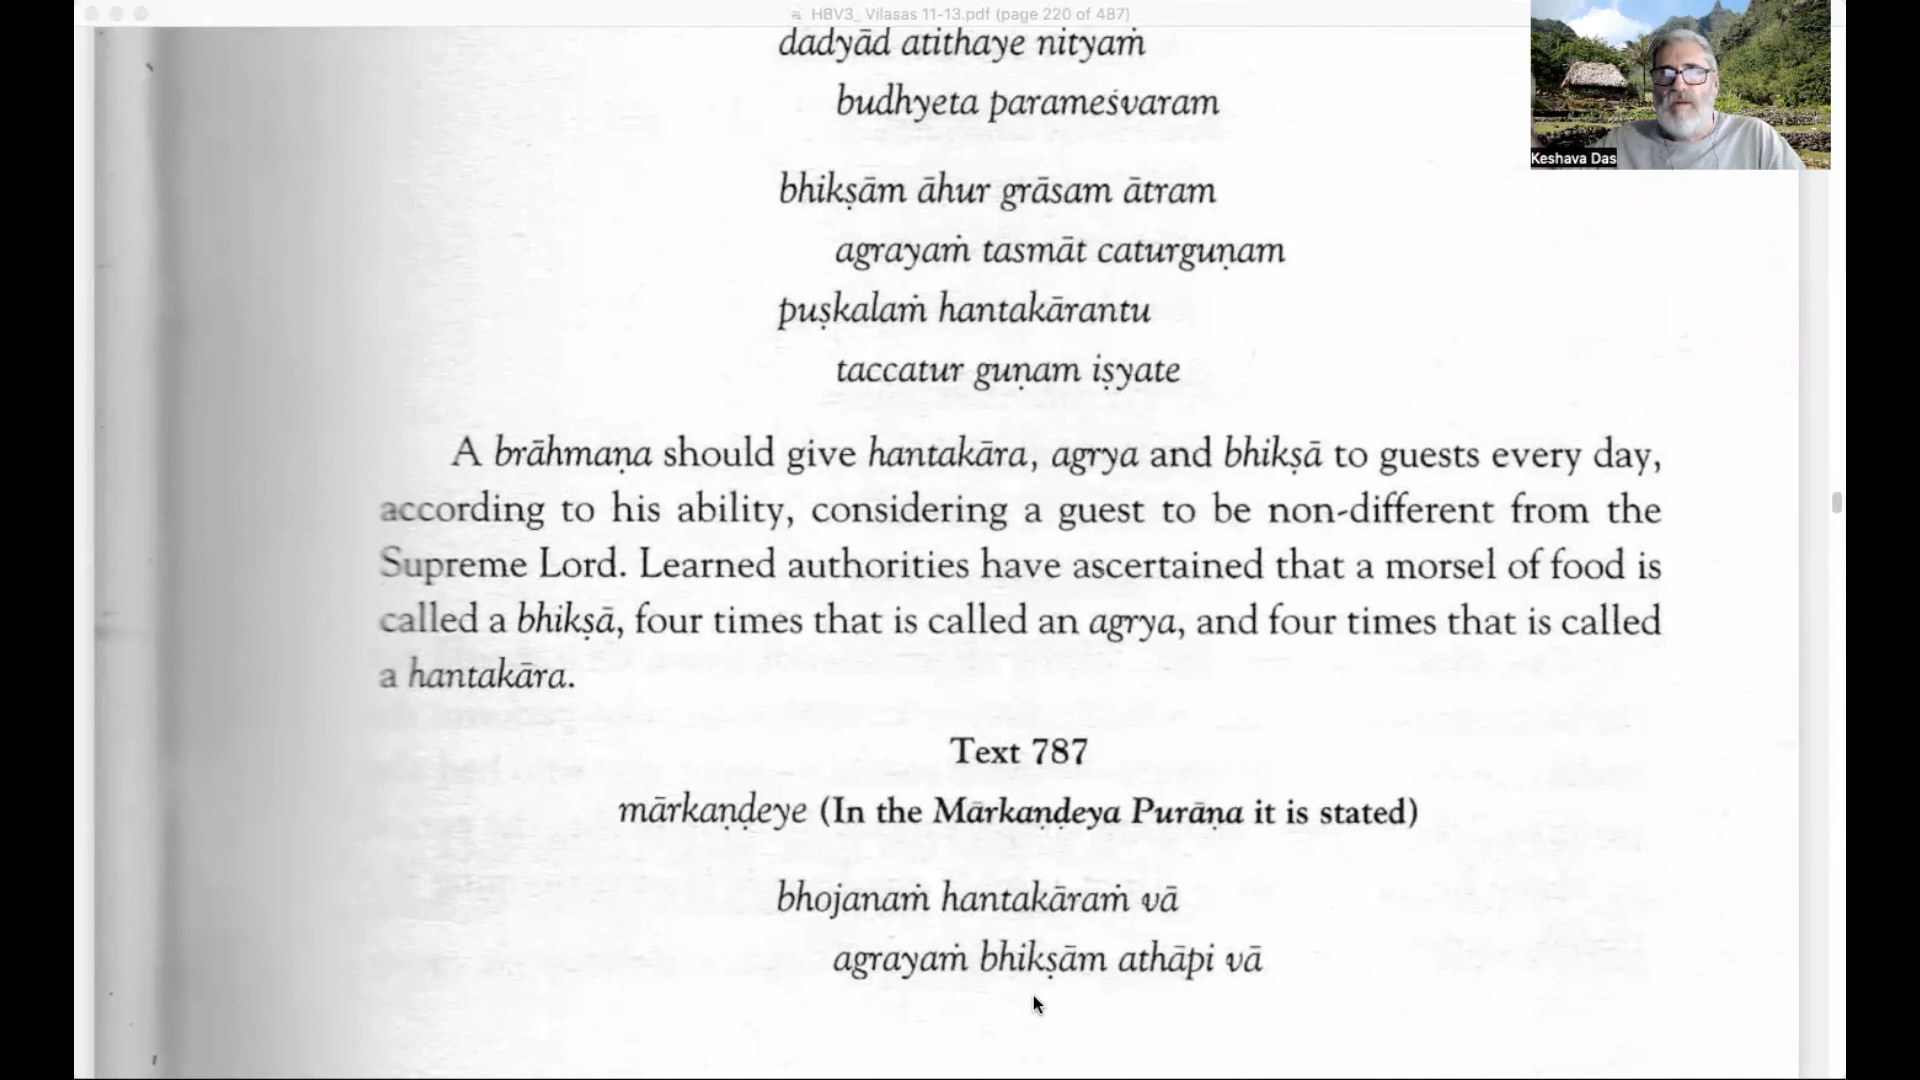 HBV3_ Vilasas 11-13.pdf (page 220 of 487)
Keshava Das
dadyād atithaye nityaṁ
budhyeta parameśvaram
bhikṣām āhur grāsam ātram
agrayaṁ tasmāt caturguṇam
puṣkalaṁ hantakārantu
taccatur guṇam iṣyate
A brāhmaṇa should give hantakāra, agrya and bhikṣā to guests every day,
according to his ability, considering a guest to be non-different from the
Supreme Lord. Learned authorities have ascertained that a morsel of food is
called a bhikṣā, four times that is called an agrya, and four times that is called
a hantakāra.
Text 787
mārkaṇḍeye (In the Mārkaṇḍeya Purāṇa it is stated)
bhojanaṁ hantakāraṁ vā
agrayaṁ bhikṣām athāpi vā